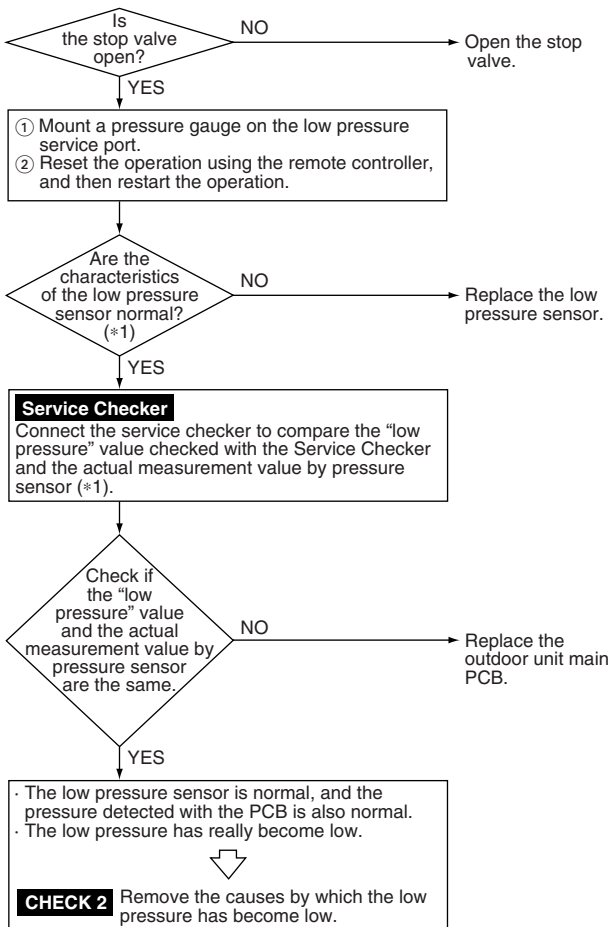 Is
the stop valve
open?
NO
Open the stop
valve.
YES
① Mount a pressure gauge on the low pressure
service port.
② Reset the operation using the remote controller,
and then restart the operation.
Are the
characteristics
of the low pressure
sensor normal?
(*1)
NO
Replace the low
pressure sensor.
YES
Service Checker
Connect the service checker to compare the “low
pressure” value checked with the Service Checker
and the actual measurement value by pressure
sensor (*1).
Check if
the “low
pressure” value
and the actual
measurement value by
pressure sensor
are the same.
NO
Replace the
outdoor unit main
PCB.
YES
· The low pressure sensor is normal, and the
pressure detected with the PCB is also normal.
· The low pressure has really become low.
CHECK 2 Remove the causes by which the low
pressure has become low.